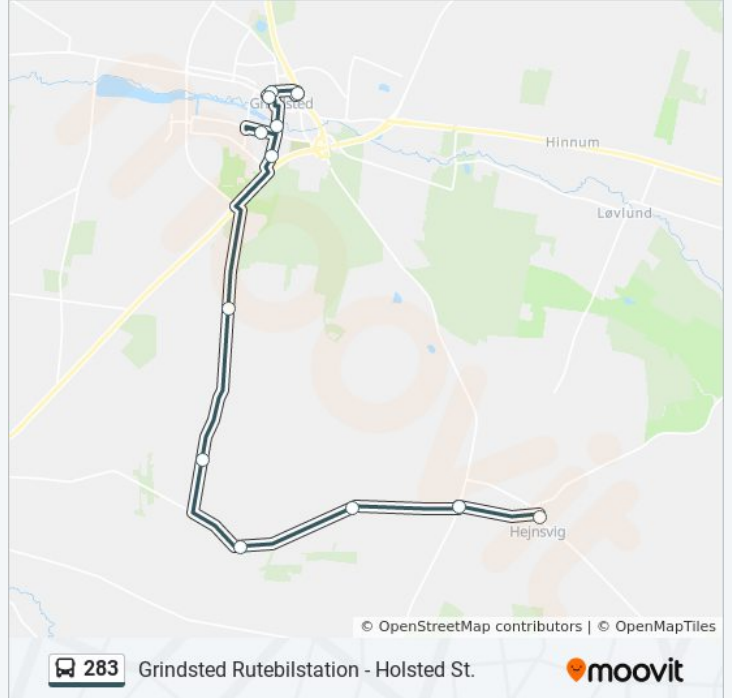 Grindsted
Hinnum
Løvlund
Hejnsvig
© OpenStreetMap contributors | © OpenMapTiles
283 Grindsted Rutebilstation - Holsted St.
moovit